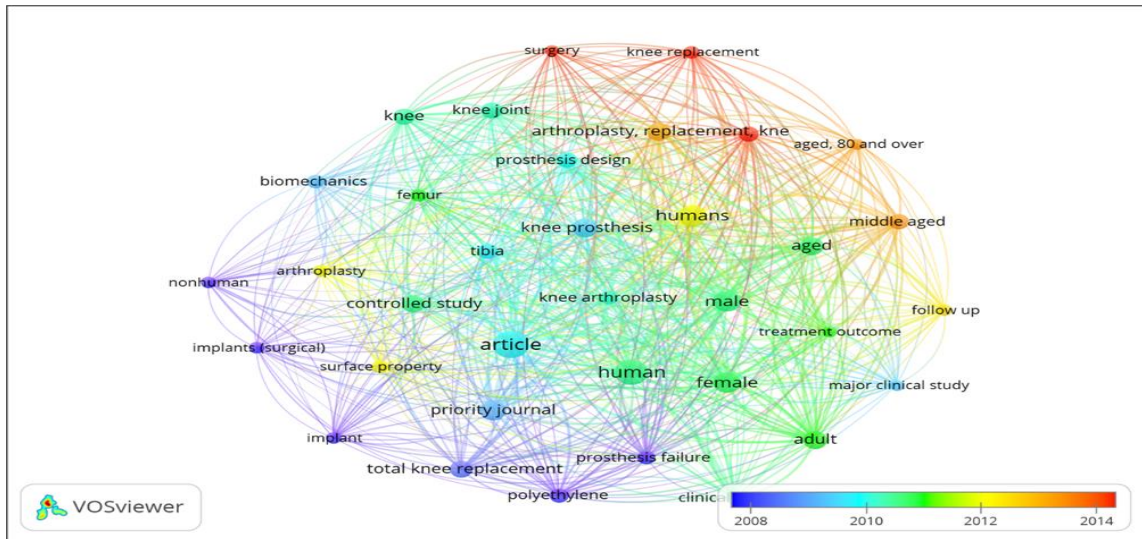 surgery
knee replacement
knee
knee joint
arthroplasty, replacement, kne
aged, 80 and over
prosthesis design
biomechanics
femur
humans
middle aged
knee prosthesis
aged
tibia
arthroplasty
nonhuman
knee arthroplasty
male
controlled study
follow up
treatment outcome
article
implants (surgical)
surface property
human
female
major clinical study
priority journal
implant
adult
prosthesis failure
total knee replacement
polyethylene
clinical
VOSviewer
2008 2010 2012 2014